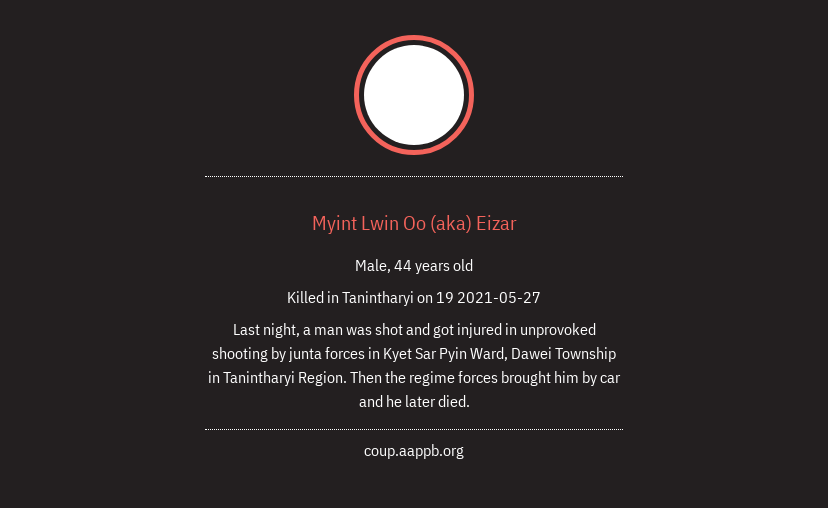 Myint Lwin Oo (aka) Eizar
Male, 44 years old
Killed in Tanintharyi on 19 2021-05-27
Last night, a man was shot and got injured in unprovoked
shooting by junta forces in Kyet Sar Pyin Ward, Dawei Township
in Tanintharyi Region. Then the regime forces brought him by car
and he later died.
coup.aappb.org